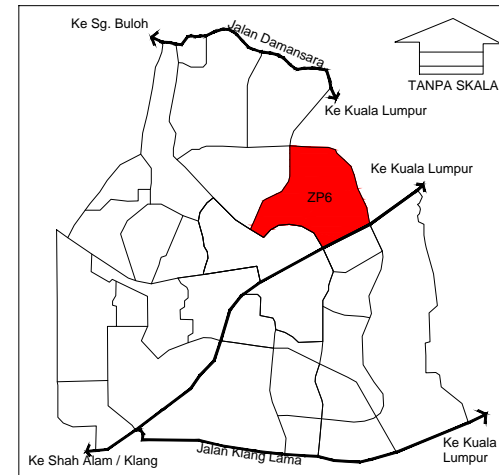 Ke Sg. Buloh
Jalan Damansara
TANPA SKALA
Ke Kuala Lumpur
Ke Kuala Lumpur
ZP6
Ke Shah Alam / Klang
Jalan Klang Lama
Ke Kuala
Lumpur